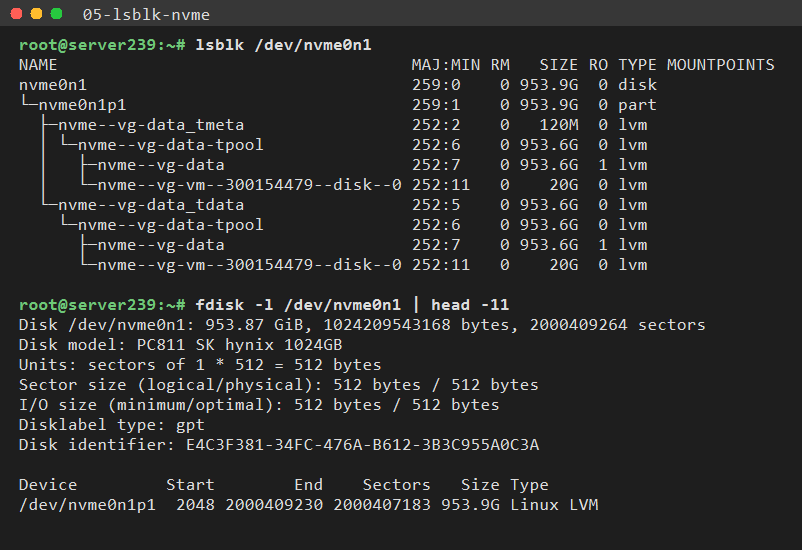 05-lsblk-nvme
root@server239:~# lsblk /dev/nvme0n1
NAME                                    MAJ:MIN RM   SIZE RO TYPE MOUNTPOINTS
nvme0n1                                 259:0    0 953.9G  0 disk
└─nvme0n1p1                             259:1    0 953.9G  0 part
  ├─nvme--vg-data_tmeta                 252:2    0   120M  0 lvm
  │ └─nvme--vg-data-tpool               252:6    0 953.6G  0 lvm
  │   ├─nvme--vg-data                   252:7    0 953.6G  1 lvm
  │   └─nvme--vg-vm--300154479--disk--0 252:11   0    20G  0 lvm
  └─nvme--vg-data_tdata                 252:5    0 953.6G  0 lvm
    └─nvme--vg-data-tpool               252:6    0 953.6G  0 lvm
      ├─nvme--vg-data                   252:7    0 953.6G  1 lvm
      └─nvme--vg-vm--300154479--disk--0 252:11   0    20G  0 lvm
root@server239:~# fdisk -l /dev/nvme0n1 | head -11
Disk /dev/nvme0n1: 953.87 GiB, 1024209543168 bytes, 2000409264 sectors
Disk model: PC811 SK hynix 1024GB
Units: sectors of 1 * 512 = 512 bytes
Sector size (logical/physical): 512 bytes / 512 bytes
I/O size (minimum/optimal): 512 bytes / 512 bytes
Disklabel type: gpt
Disk identifier: E4C3F381-34FC-476A-B612-3B3C955A0C3A
Device         Start        End    Sectors   Size Type
/dev/nvme0n1p1  2048 2000409230 2000407183 953.9G Linux LVM